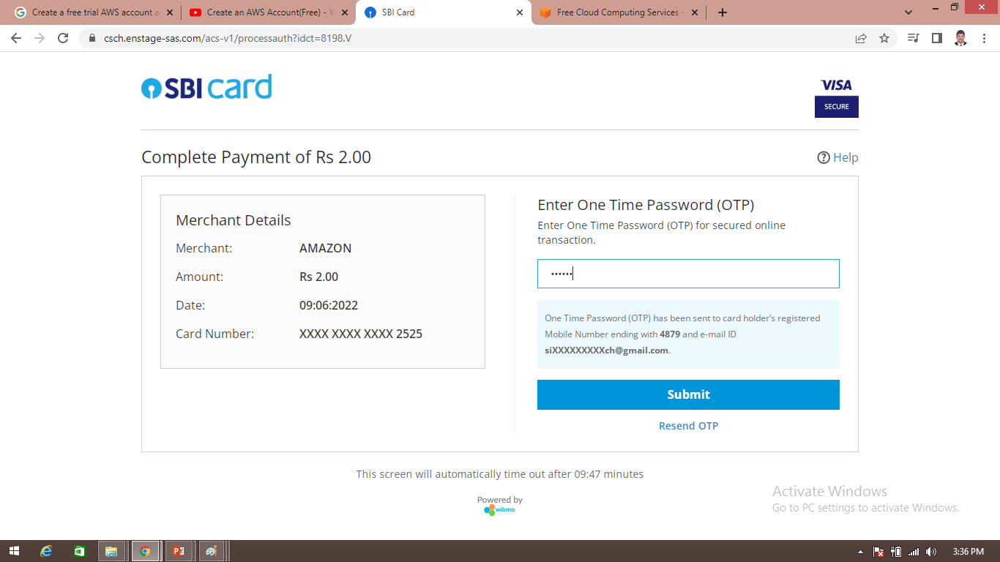 Create a free trial AWS account a
Create an AWS Account(Free) - Y
SBI Card
Free Cloud Computing Services -
csch.enstage-sas.com/acs-v1/processauth?idct=8198.V
SBI card
VISA
SECURE
Complete Payment of Rs 2.00
? Help
Merchant Details
Merchant: AMAZON
Amount: Rs 2.00
Date: 09:06:2022
Card Number: XXXX XXXX XXXX 2525
Enter One Time Password (OTP)
Enter One Time Password (OTP) for secured online
transaction.
••••••
One Time Password (OTP) has been sent to card holder's registered
Mobile Number ending with 4879 and e-mail ID
siXXXXXXXXXch@gmail.com.
Submit
Resend OTP
This screen will automatically time out after 09:47 minutes
Powered by
wibmo
Activate Windows
Go to PC settings to activate Windows.
3:36 PM